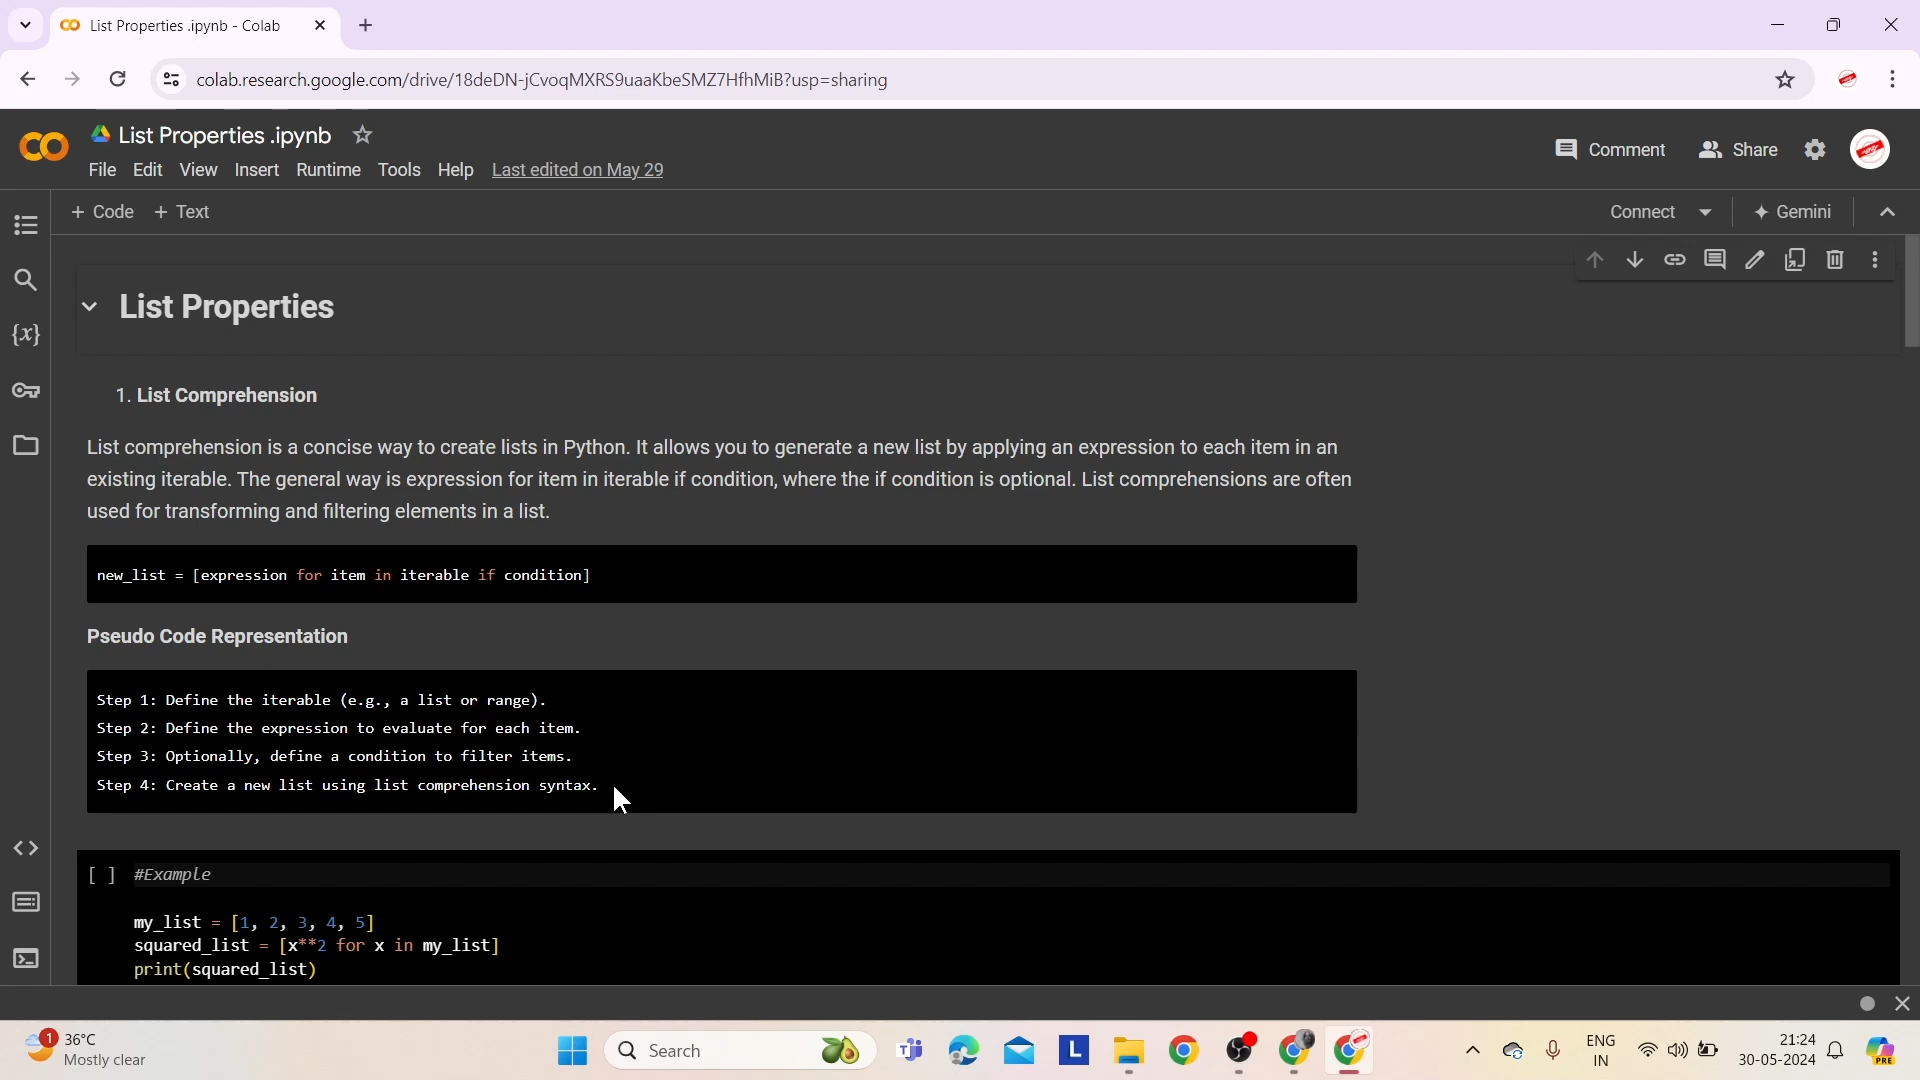 List Properties .ipynb - Colab
colab.research.google.com/drive/18deDN-jCvoqMXRS9uaaKbeSMZ7HfhMiB?usp=sharing
List Properties .ipynb
Comment
Share
File Edit View Insert Runtime Tools Help Last edited on May 29
+ Code + Text
Connect
Gemini
{x}
List Properties
1. List Comprehension
List comprehension is a concise way to create lists in Python. It allows you to generate a new list by applying an expression to each item in an
existing iterable. The general way is expression for item in iterable if condition, where the if condition is optional. List comprehensions are often
used for transforming and filtering elements in a list.
new_list = [expression for item in iterable if condition]
Pseudo Code Representation
Step 1: Define the iterable (e.g., a list or range).
Step 2: Define the expression to evaluate for each item.
Step 3: Optionally, define a condition to filter items.
Step 4: Create a new list using list comprehension syntax.
[ ] #Example
my_list = [1, 2, 3, 4, 5]
squared_list = [x**2 for x in my_list]
print(squared_list)
1
36°C
Mostly clear
Search
L
ENG
IN
21:24
30-05-2024
PRE